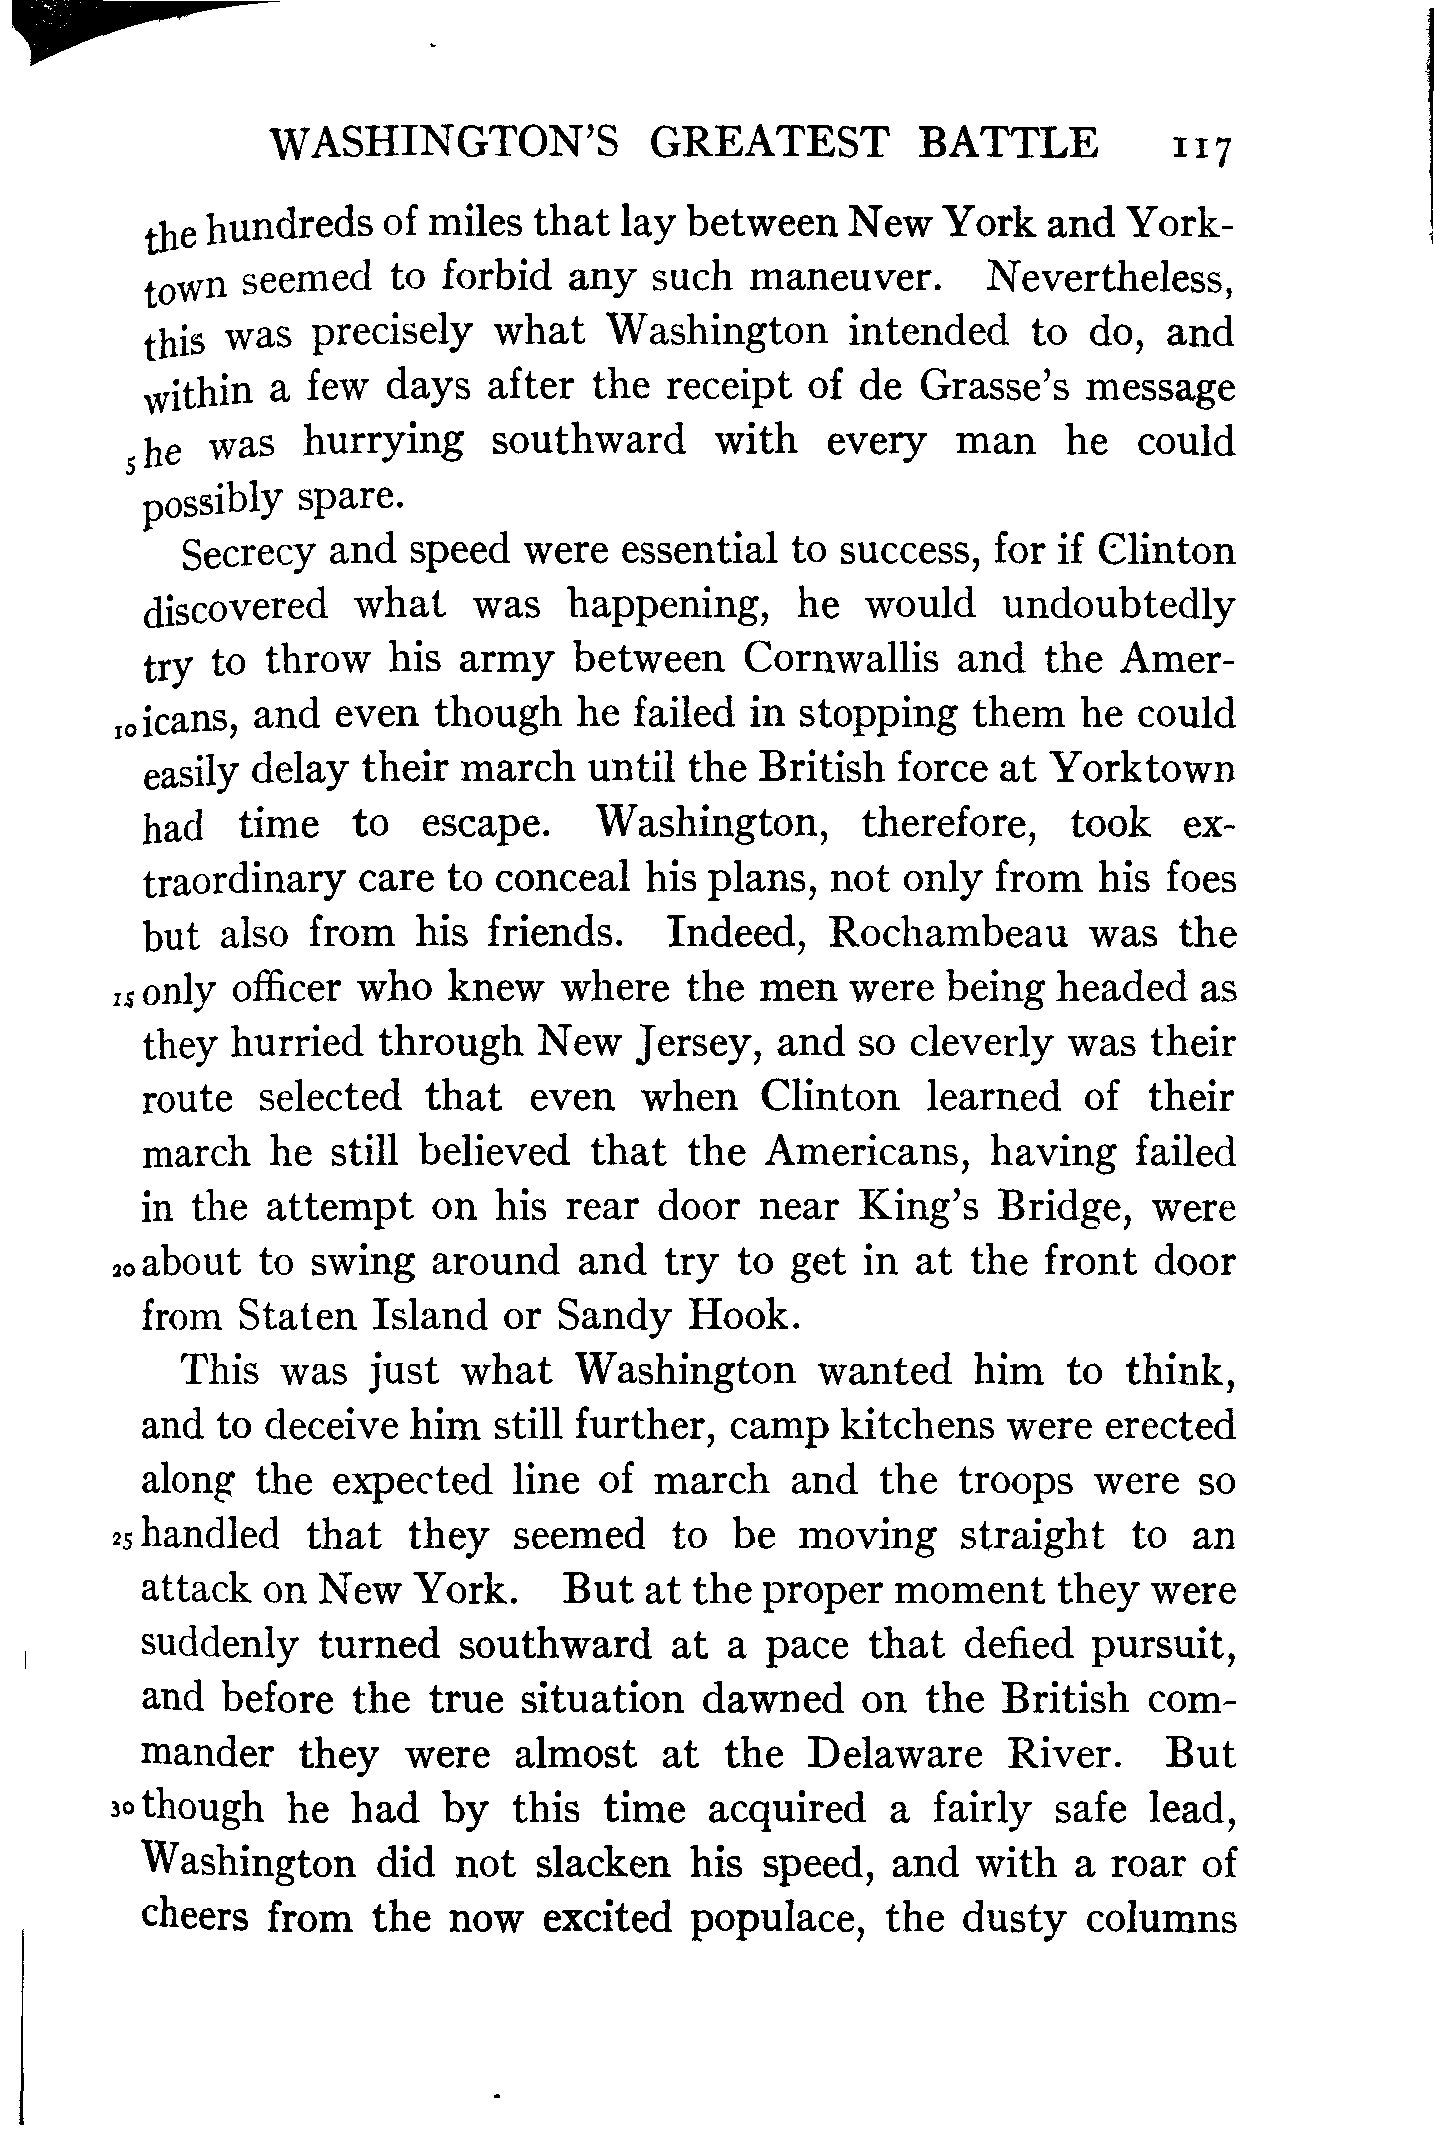 WASHINGTON'S GREATEST BATTLE 117
the hundreds of miles that lay between New York and York-
town seemed to forbid any such maneuver. Nevertheless,
this was precisely what Washington intended to do, and
within a few days after the receipt of de Grasse's message
5 he was hurrying southward with every man he could
possibly spare.
Secrecy and speed were essential to success, for if Clinton
discovered what was happening, he would undoubtedly
try to throw his army between Cornwallis and the Amer-
10 icans, and even though he failed in stopping them he could
easily delay their march until the British force at Yorktown
had time to escape. Washington, therefore, took ex-
traordinary care to conceal his plans, not only from his foes
but also from his friends. Indeed, Rochambeau was the
15 only officer who knew where the men were being headed as
they hurried through New Jersey, and so cleverly was their
route selected that even when Clinton learned of their
march he still believed that the Americans, having failed
in the attempt on his rear door near King's Bridge, were
20 about to swing around and try to get in at the front door
from Staten Island or Sandy Hook.
This was just what Washington wanted him to think,
and to deceive him still further, camp kitchens were erected
along the expected line of march and the troops were so
25 handled that they seemed to be moving straight to an
attack on New York. But at the proper moment they were
suddenly turned southward at a pace that defied pursuit,
and before the true situation dawned on the British com-
mander they were almost at the Delaware River. But
30 though he had by this time acquired a fairly safe lead,
Washington did not slacken his speed, and with a roar of
cheers from the now excited populace, the dusty columns